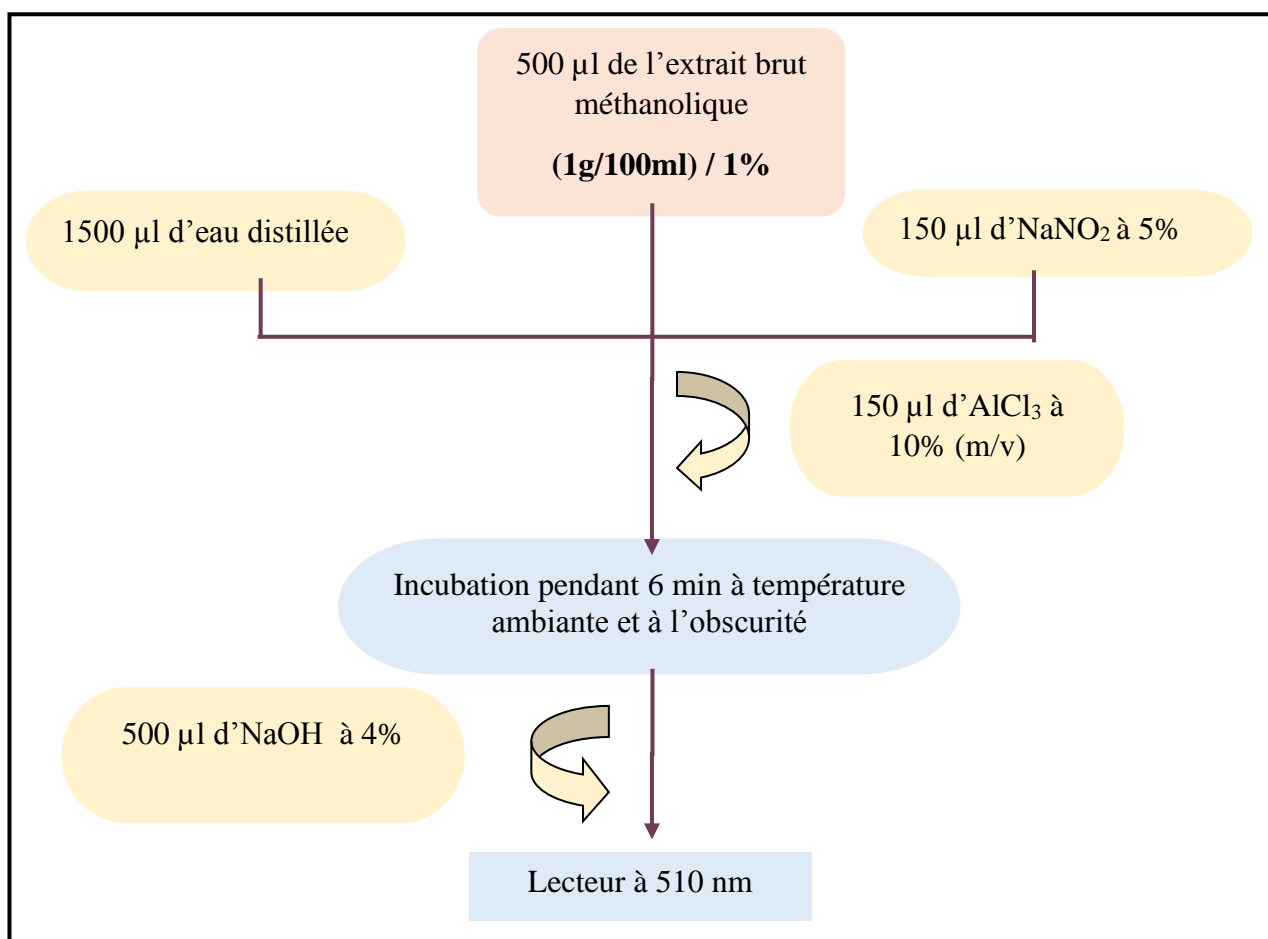 500 µl de l’extrait brut
méthanolique
(1g/100ml) / 1%
1500 µl d’eau distillée
150 µl d’NaNO₂ à 5%
150 µl d’AlCl₃ à
10% (m/v)
Incubation pendant 6 min à température
ambiante et à l’obscurité
500 µl d’NaOH à 4%
Lecteur à 510 nm